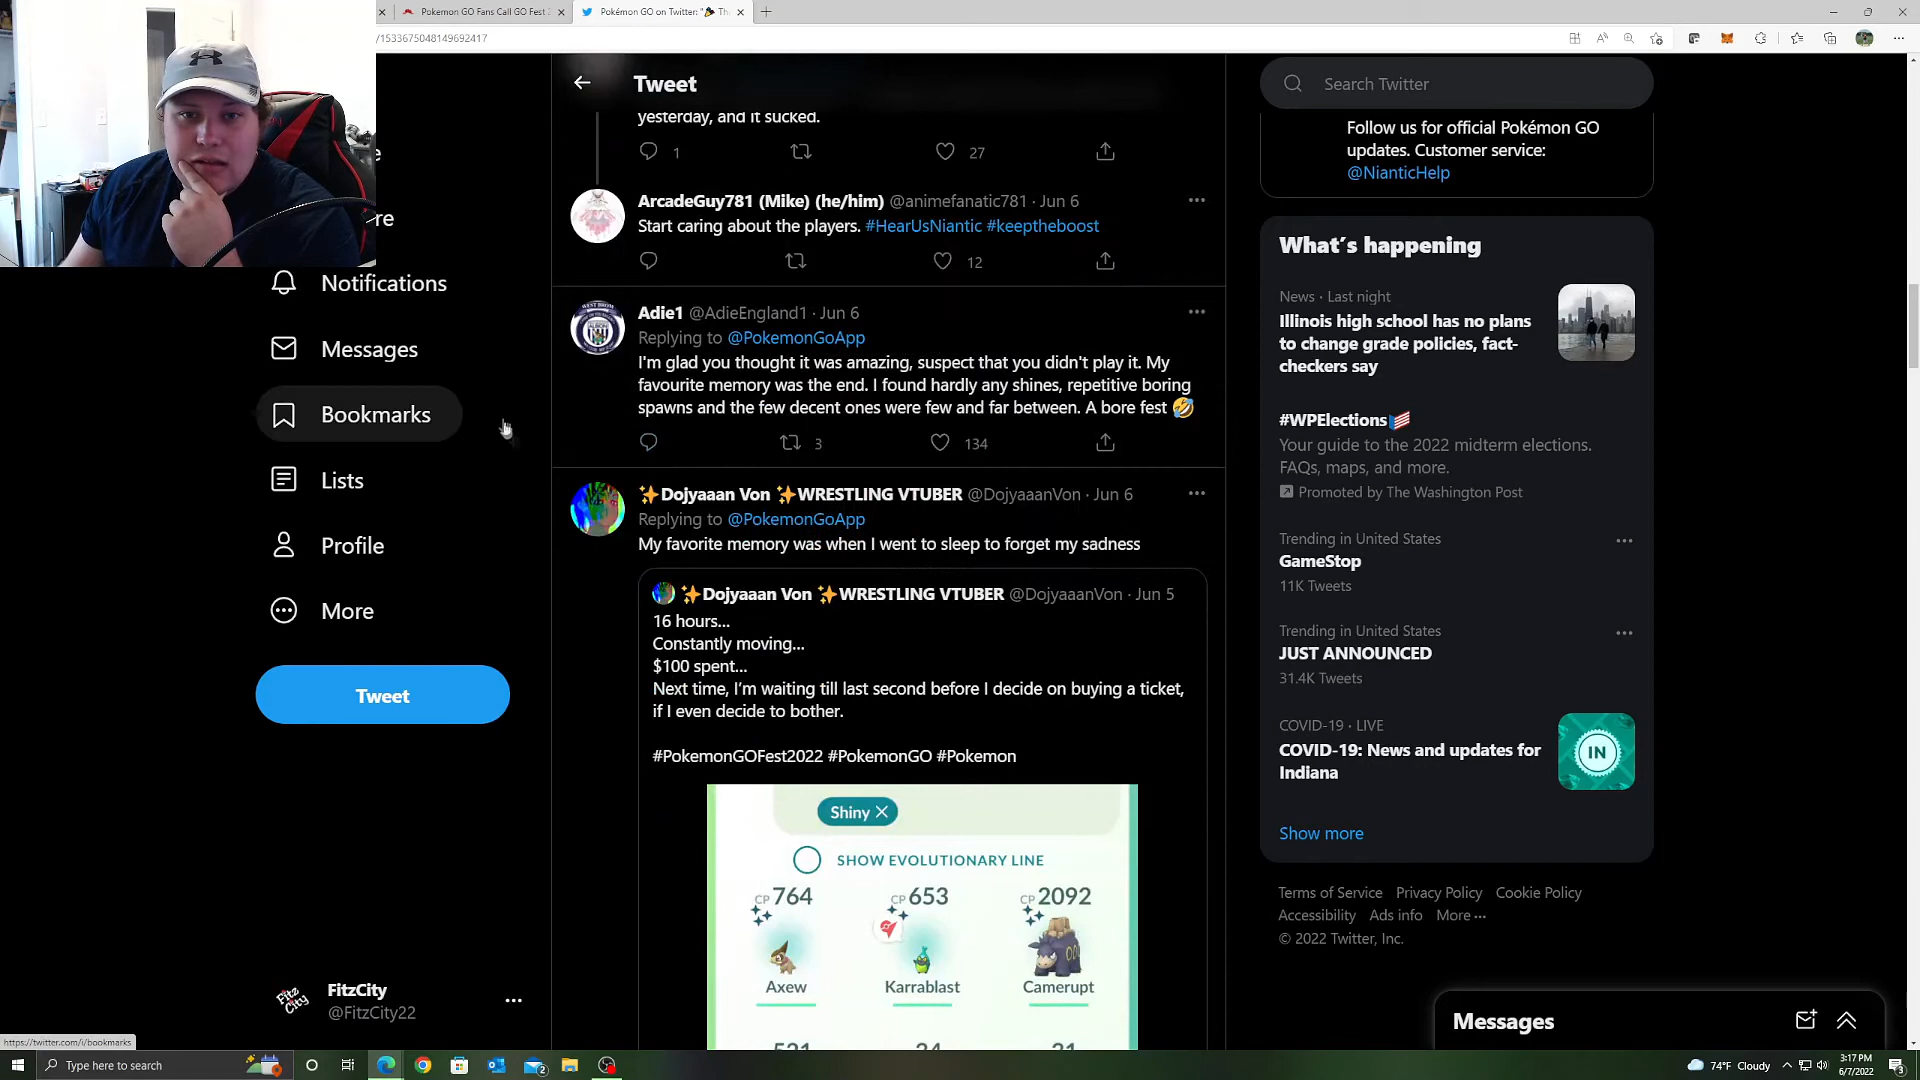 Pokemon GO Fans Call GO Fest
Pokémon GO on Twitter: "🎉 Th
/1533675048149692417
Tweet
Search Twitter
yesterday, and it sucked.
1
27
ArcadeGuy781 (Mike) (he/him) @animefanatic781 · Jun 6
Start caring about the players. #HearUsNiantic #keeptheboost
12
Adie1 @AdieEngland1 · Jun 6
Replying to @PokemonGoApp
I'm glad you thought it was amazing, suspect that you didn't play it. My
favourite memory was the end. I found hardly any shines, repetitive boring
spawns and the few decent ones were few and far between. A bore fest 🤣
3
134
✨Dojyaaan Von ✨WRESTLING VTUBER @DojyaaanVon · Jun 6
Replying to @PokemonGoApp
My favorite memory was when I went to sleep to forget my sadness
✨Dojyaaan Von ✨WRESTLING VTUBER @DojyaaanVon · Jun 5
16 hours...
Constantly moving...
$100 spent...
Next time, I'm waiting till last second before I decide on buying a ticket,
if I even decide to bother.
#PokemonGOFest2022 #PokemonGO #Pokemon
Shiny ✕
SHOW EVOLUTIONARY LINE
CP 764
CP 653
CP 2092
Axew
Karrablast
Camerupt
re
Notifications
Messages
Bookmarks
Lists
Profile
More
Tweet
FitzCity
@FitzCity22
Fitz City
https://twitter.com/i/bookmarks
Follow us for official Pokémon GO
updates. Customer service:
@NianticHelp
What's happening
News · Last night
Illinois high school has no plans
to change grade policies, fact-
checkers say
#WPElections
Your guide to the 2022 midterm elections.
FAQs, maps, and more.
Promoted by The Washington Post
Trending in United States
GameStop
11K Tweets
Trending in United States
JUST ANNOUNCED
31.4K Tweets
COVID-19 · LIVE
COVID-19: News and updates for
Indiana
IN
Show more
Terms of Service Privacy Policy Cookie Policy
Accessibility Ads info More ···
© 2022 Twitter, Inc.
Messages
Type here to search
2
74°F Cloudy
3:17 PM
6/7/2022
3